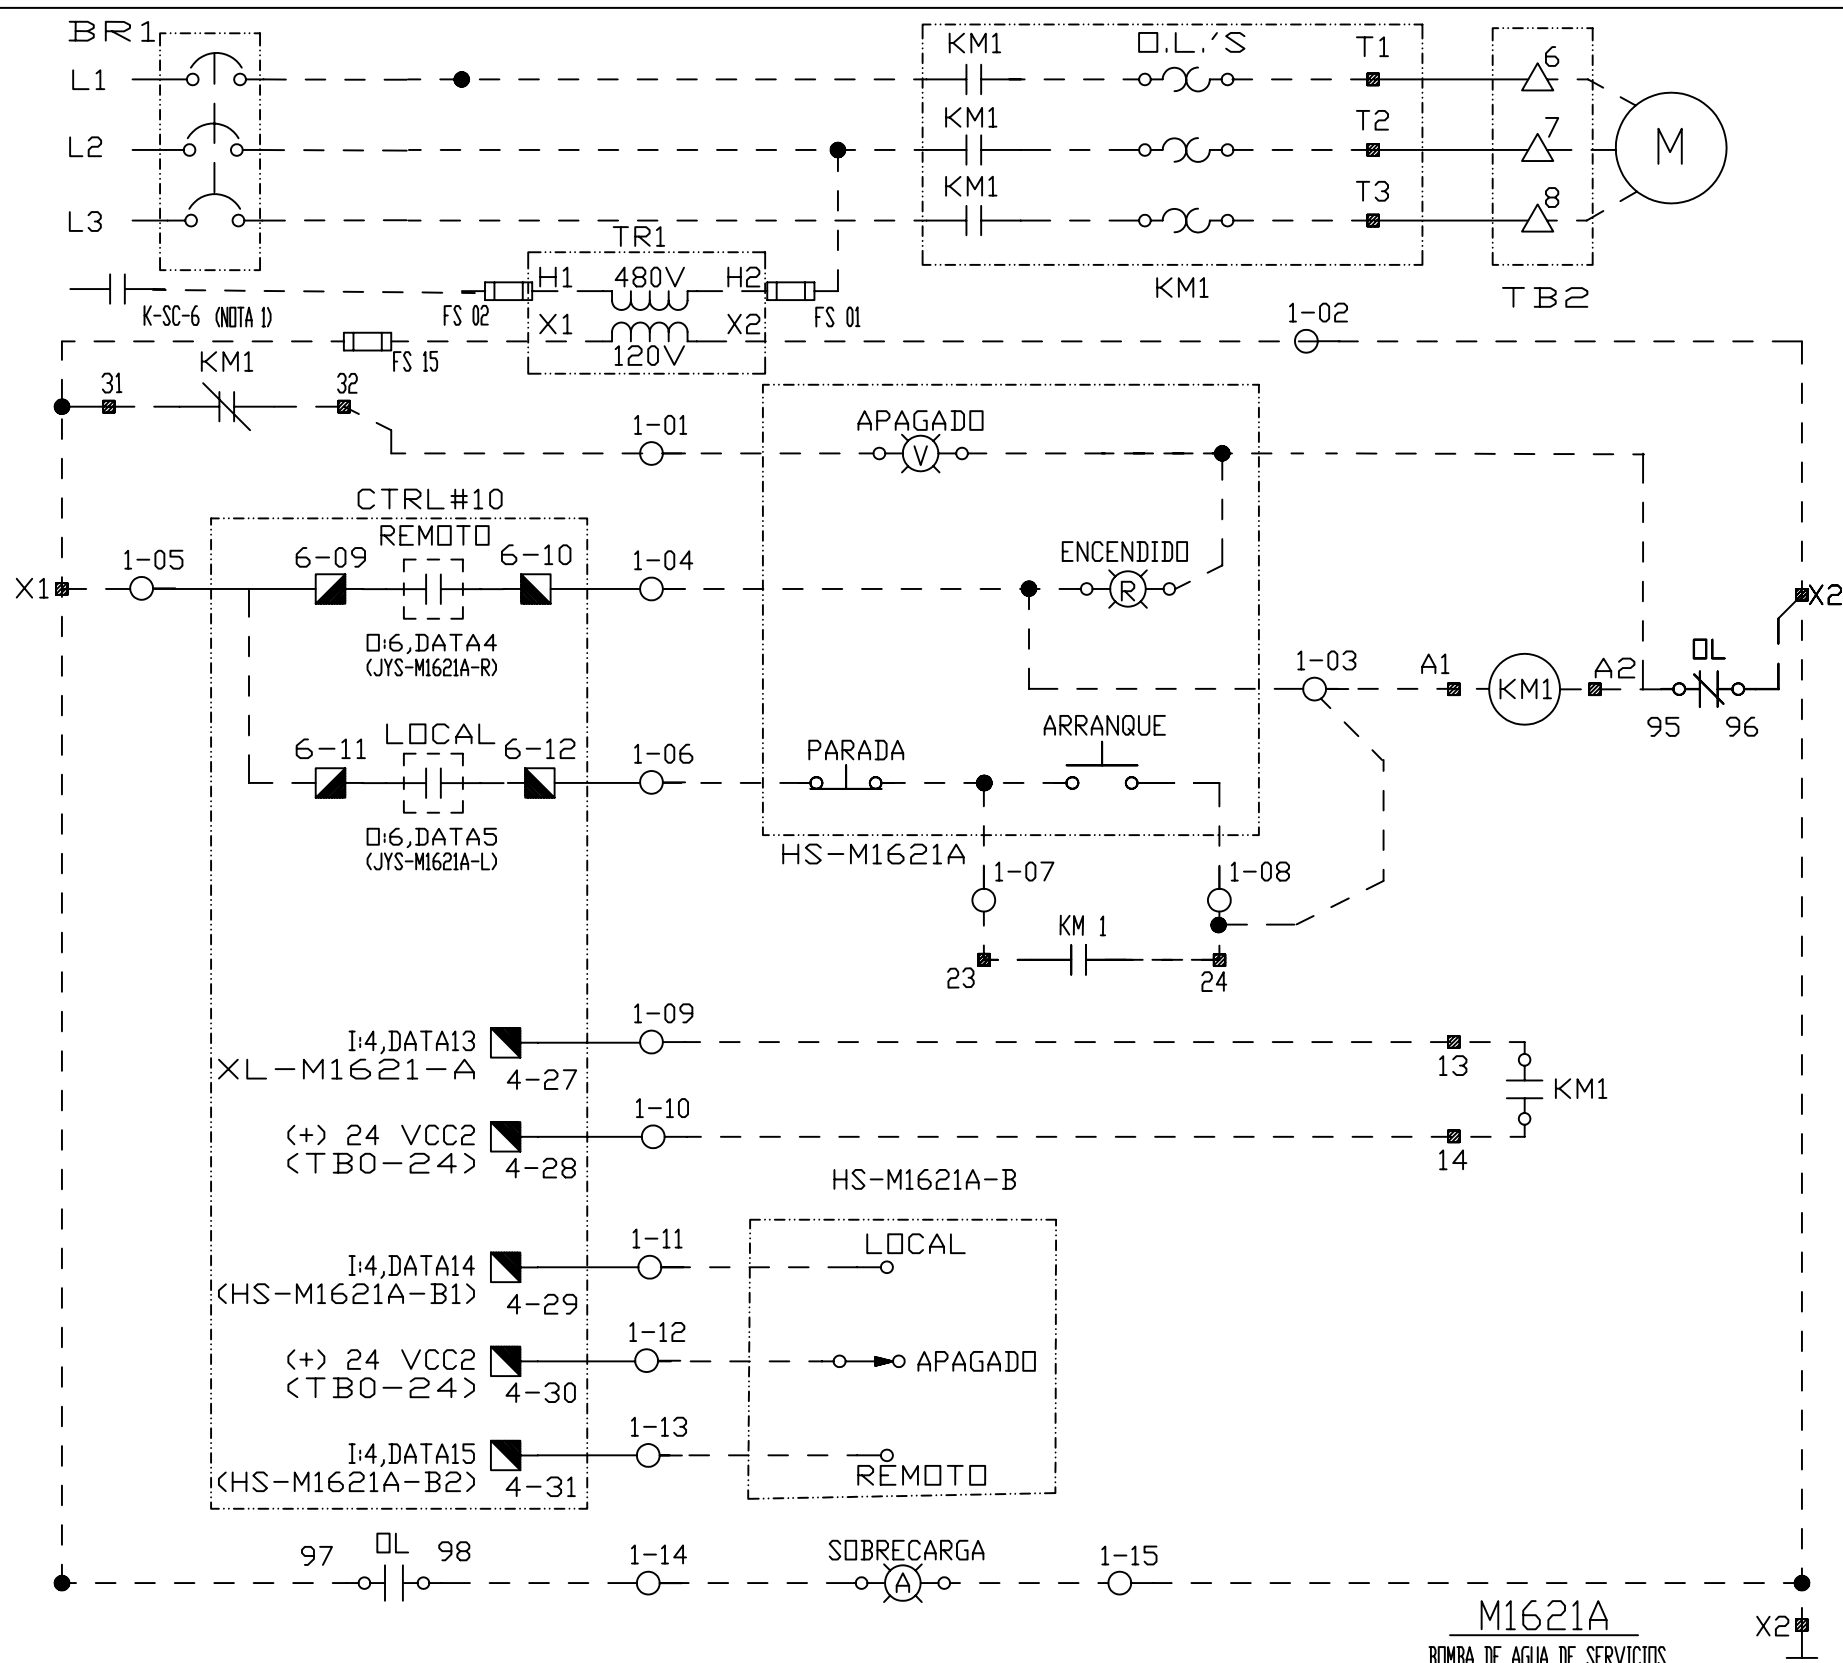 BR1
L1
L2
L3
KM1
KM1
KM1
O.L.'S
T1
T2
T3
6
7
8
M
KM1
TB2
TR1
H1
480V
H2
X1
120V
X2
K-SC-6 (NOTA 1)
FS 02
FS 01
FS 15
1-02
31
KM1
32
1-01
APAGADO
V
CTRL#10
REMOTO
X1
1-05
6-09
6-10
1-04
ENCENDIDO
R
X2
O:6,DATA4
(JYS-M1621A-R)
1-03
A1
KM1
A2
OL
95
96
LOCAL
6-11
6-12
1-06
PARADA
ARRANQUE
O:6,DATA5
(JYS-M1621A-L)
HS-M1621A
1-07
1-08
KM 1
23
24
I:4,DATA13
XL-M1621-A
4-27
1-09
13
KM1
(+) 24 VCC2
(TB0-24)
4-28
1-10
14
HS-M1621A-B
I:4,DATA14
(HS-M1621A-B1)
4-29
1-11
LOCAL
(+) 24 VCC2
(TB0-24)
4-30
1-12
APAGADO
I:4,DATA15
(HS-M1621A-B2)
4-31
1-13
REMOTO
97
OL
98
1-14
SOBRECARGA
A
1-15
M1621A
BOMBA DE AGUA DE SERVICIOS
X2